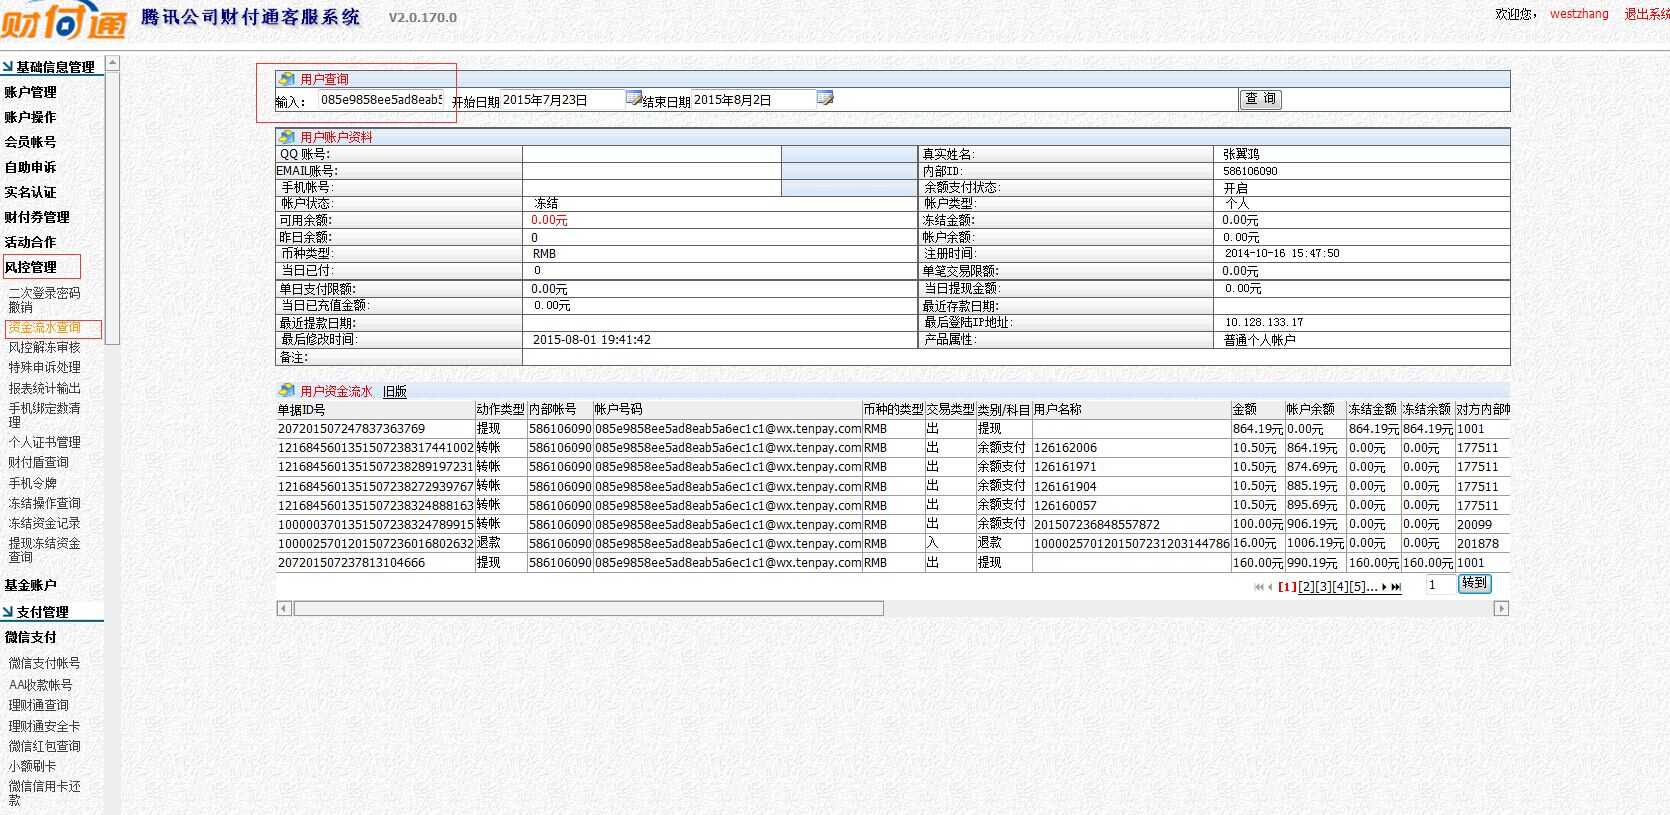 财付通 腾讯公司财付通客服系统 V2.0.170.0
欢迎您， westzhang 退出系统
基础信息管理
账户管理
账户操作
会员帐号
自助申诉
实名认证
财付券管理
活动合作
风控管理
二次登录密码
撤销
资金流水查询
风控解冻审核
特殊申诉处理
报表统计输出
手机绑定数清
理
个人证书管理
财付盾查询
手机令牌
冻结操作查询
冻结资金记录
提现冻结资金
查询
基金账户
支付管理
微信支付
微信支付帐号
AA收款帐号
理财通查询
理财通安全卡
微信红包查询
小额刷卡
微信信用卡还
款
用户查询
输入： 085e9858ee5ad8eab5 开始日期 2015年7月23日 结束日期 2015年8月2日 查 询
用户账户资料
QQ 账号: 真实姓名: 张翼鸿
EMAIL账号: 内部ID: 586106090
手机帐号: 余额支付状态: 开启
帐户状态: 冻结 帐户类型: 个人
可用余额: 0.00元 冻结金额: 0.00元
昨日余额: 0 帐户余额: 0.00元
币种类型: RMB 注册时间: 2014-10-16 15:47:50
当日已付: 0 单笔交易限额: 0.00元
单日支付限额: 0.00元 当日提现金额: 0.00元
当日已充值金额: 0.00元 最近存款日期:
最近提款日期: 最后登陆IP地址: 10.128.133.17
最后修改时间: 2015-08-01 19:41:42 产品属性: 普通个人帐户
备注:
用户资金流水 旧版
单据ID号 动作类型 内部帐号 帐户号码 币种的类型 交易类型 类别/科目 用户名称 金额 帐户余额 冻结金额 冻结余额 对方内部帐
207201507247837363769 提现 586106090 085e9858ee5ad8eab5a6ec1c1@wx.tenpay.com RMB 出 提现 864.19元 0.00元 864.19元 864.19元 1001
1216845601351507238317441002 转帐 586106090 085e9858ee5ad8eab5a6ec1c1@wx.tenpay.com RMB 出 余额支付 126162006 10.50元 864.19元 0.00元 0.00元 177511
1216845601351507238289197231 转帐 586106090 085e9858ee5ad8eab5a6ec1c1@wx.tenpay.com RMB 出 余额支付 126161971 10.50元 874.69元 0.00元 0.00元 177511
1216845601351507238272939767 转帐 586106090 085e9858ee5ad8eab5a6ec1c1@wx.tenpay.com RMB 出 余额支付 126161904 10.50元 885.19元 0.00元 0.00元 177511
1216845601351507238324888163 转帐 586106090 085e9858ee5ad8eab5a6ec1c1@wx.tenpay.com RMB 出 余额支付 126160057 10.50元 895.69元 0.00元 0.00元 177511
1000003701351507238324789915 转帐 586106090 085e9858ee5ad8eab5a6ec1c1@wx.tenpay.com RMB 出 余额支付 201507236848557872 100.00元 906.19元 0.00元 0.00元 20099
1000025701201507236016802632 退款 586106090 085e9858ee5ad8eab5a6ec1c1@wx.tenpay.com RMB 入 退款 1000025701201507231203144786 16.00元 1006.19元 0.00元 0.00元 201878
207201507237813104666 提现 586106090 085e9858ee5ad8eab5a6ec1c1@wx.tenpay.com RMB 出 提现 160.00元 990.19元 160.00元 160.00元 1001
[1][2][3][4][5]... 1 转到